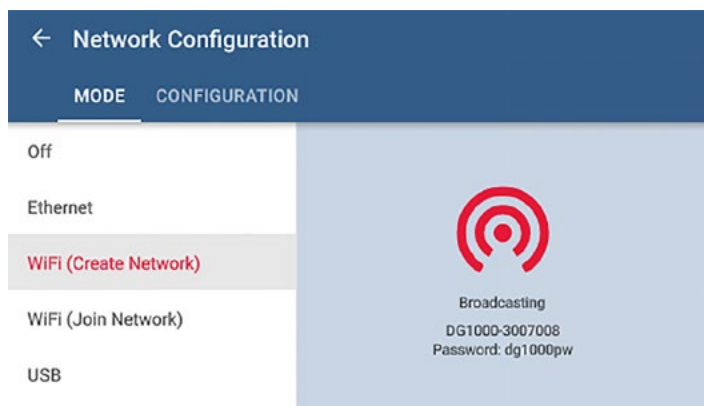 Network Configuration
MODE CONFIGURATION
Off
Ethernet
WiFi (Create Network)
WiFi (Join Network)
USB
Broadcasting
DG1000-3007008
Password: dg1000pw